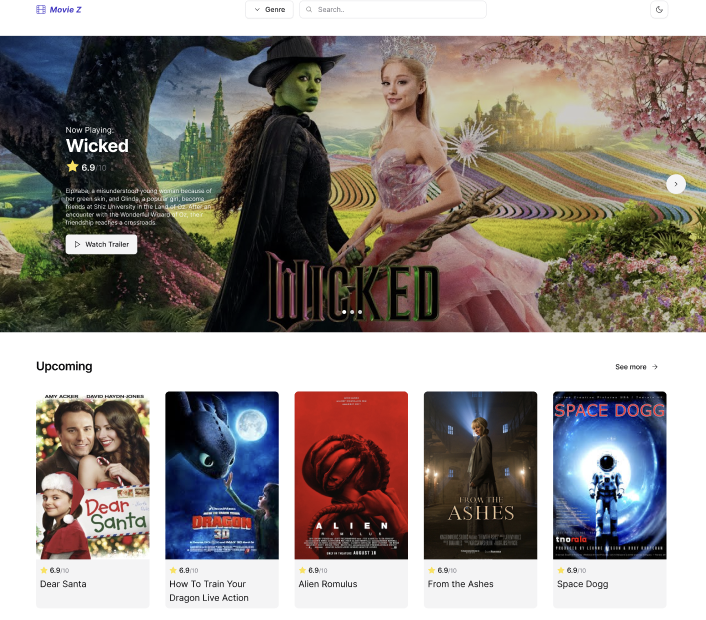 Movie Z
Genre
Search..
Now Playing:
Wicked
6.9/10
Elphaba, a misunderstood young woman because of
her green skin, and Glinda, a popular girl, become
friends at Shiz University in the Land of Oz. After an
encounter with the Wonderful Wizard of Oz, their
friendship reaches a crossroads.
Watch Trailer
WICKED
Upcoming
See more
AMY ACKER DAVID HAYDN-JONES
Dear
Santa
6.9/10
Dear Santa
DRAGON
3D
6.9/10
How To Train Your
Dragon Live Action
ALIEN
ROMULUS
AUGUST 16
6.9/10
Alien Romulus
FROM THE
ASHES
6.9/10
From the Ashes
SPACE DOGG
6.9/10
Space Dogg